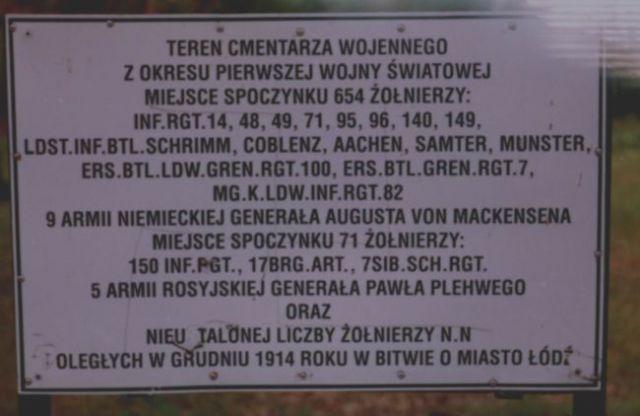 TEREN CMENTARZA WOJENNEGO
Z OKRESU PIERWSZEJ WOJNY ŚWIATOWEJ
MIEJSCE SPOCZYNKU 654 ŻOŁNIERZY:
INF.RGT.14, 48, 49, 71, 95, 96, 140, 149,
LDST.INF.BTL.SCHRIMM, COBLENZ, AACHEN, SAMTER, MUNSTER,
ERS.BTL.LDW.GREN.RGT.100, ERS.BTL.GREN.RGT.7,
MG.K.LDW.INF.RGT.82
9 ARMII NIEMIECKIEJ GENERAŁA AUGUSTA VON MACKENSENA
MIEJSCE SPOCZYNKU 71 ŻOŁNIERZY:
150 INF.RGT., 17BRG.ART., 7SIB.SCH.RGT.
5 ARMII ROSYJSKIEJ GENERAŁA PAWŁA PLEHWEGO
ORAZ
NIEU TALONEJ LICZBY ŻOŁNIERZY N.N
OLEGŁYCH W GRUDNIU 1914 ROKU W BITWIE O MIASTO ŁÓDŹ